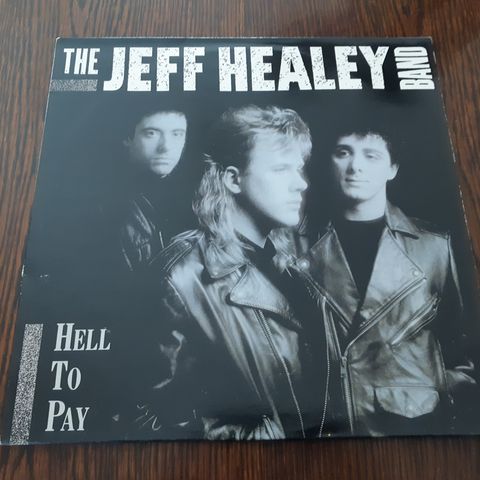 THE JEFF HEALEY BAND
HELL
TO
PAY